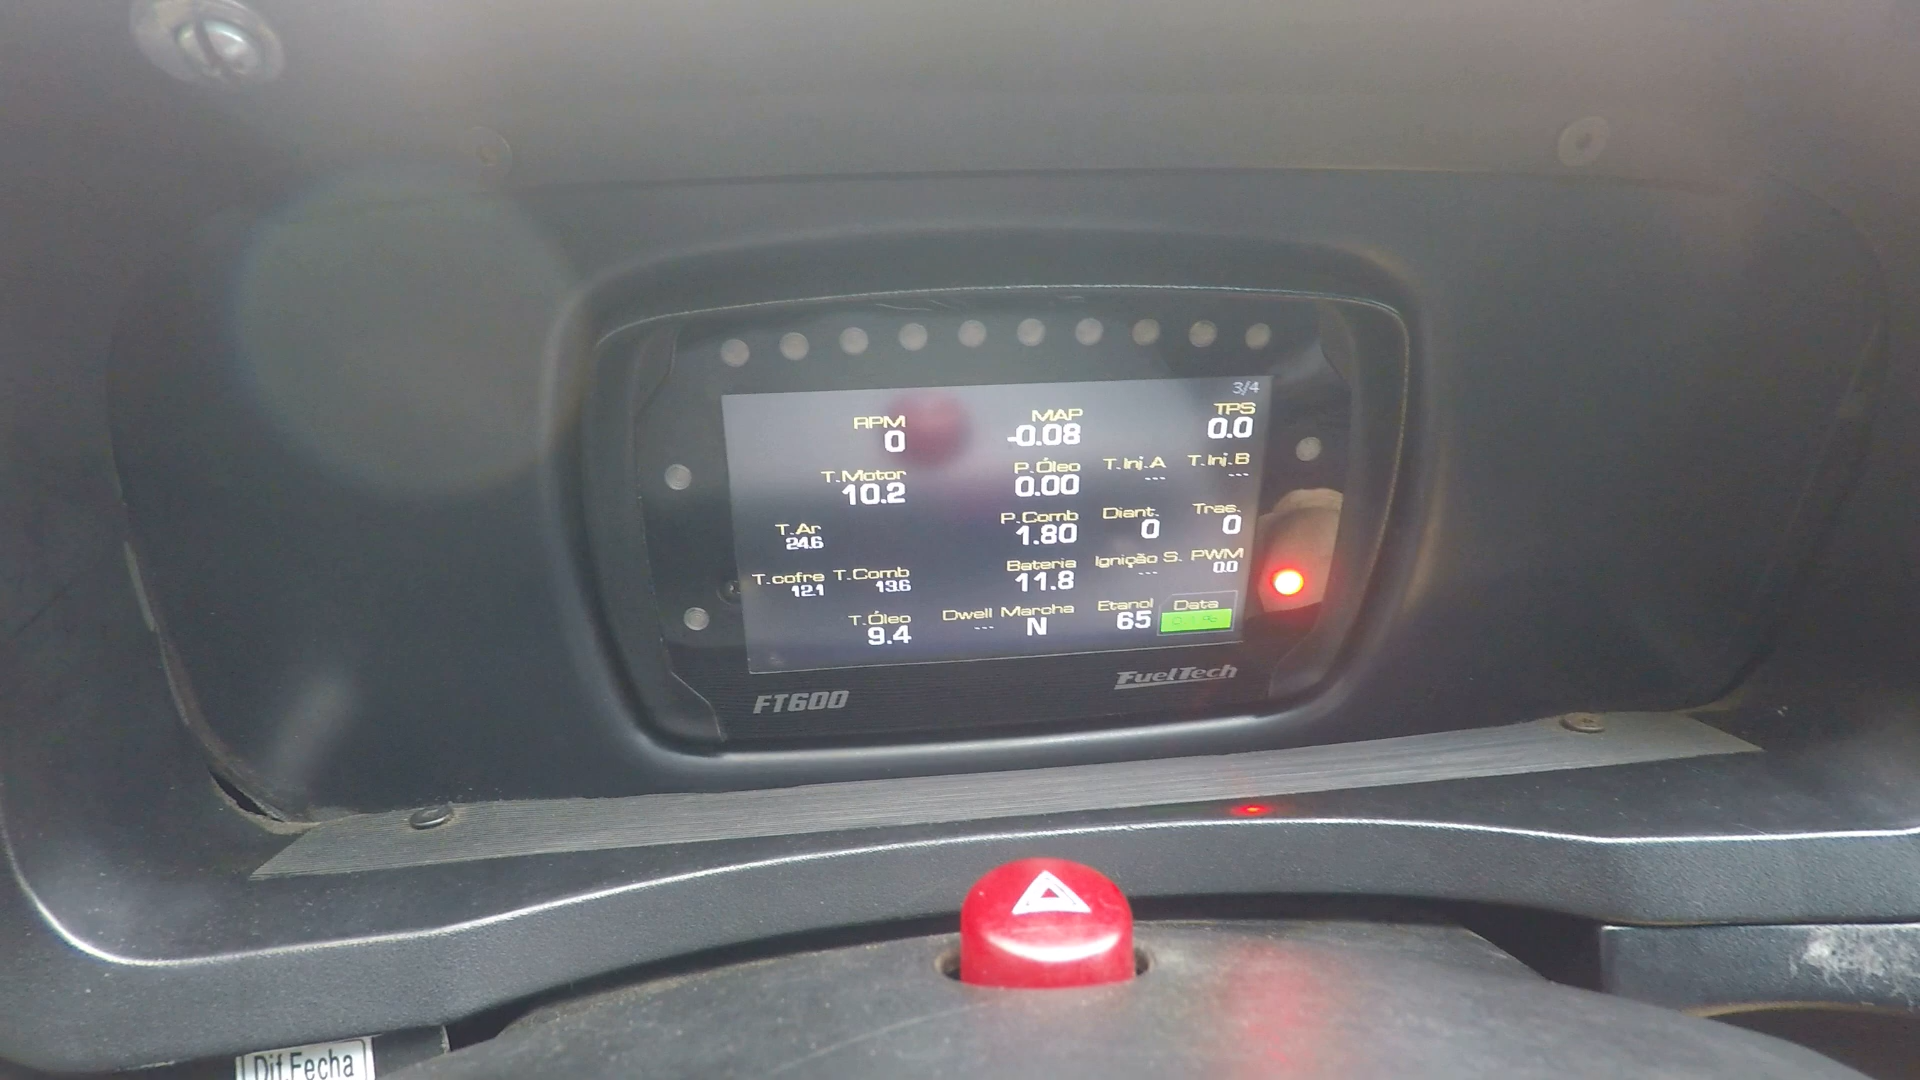 3/4
RPM MAP TPS
0 -0.08 0.0
T.Motor P.Óleo T.Inj.A T.Inj.B
10.2 0.00 --- ---
T.Ar P.Comb Diant. Tras.
24.6 1.80 0 0
T.cofre T.Comb Bateria Ignição S. PWM
12.1 13.6 11.8 --- 0.0
T.Óleo Dwell Marcha Etanol Data
9.4 --- N 65
FT600 FuelTech
Dif.Fecha